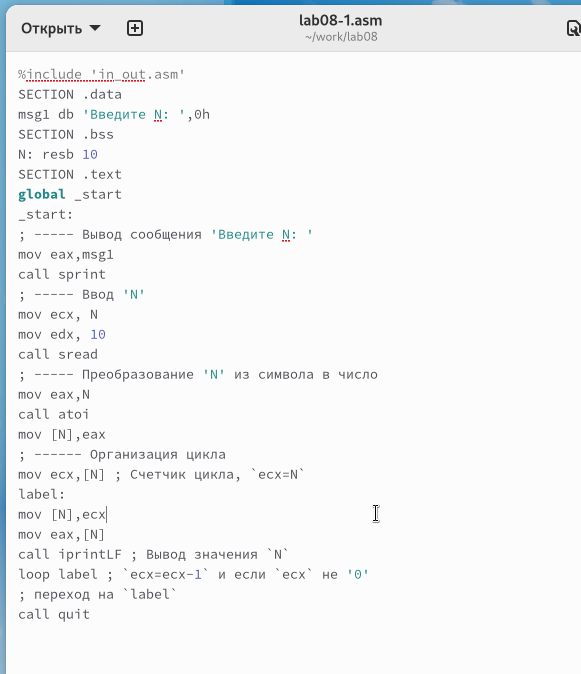 Открыть
lab08-1.asm
~/work/lab08
%include 'in_out.asm'
SECTION .data
msg1 db 'Введите N: ',0h
SECTION .bss
N: resb 10
SECTION .text
global _start
_start:
; ----- Вывод сообщения 'Введите N: '
mov eax,msg1
call sprint
; ----- Ввод 'N'
mov ecx, N
mov edx, 10
call sread
; ----- Преобразование 'N' из символа в число
mov eax,N
call atoi
mov [N],eax
; ------ Организация цикла
mov ecx,[N] ; Счетчик цикла, `ecx=N`
label:
mov [N],ecx
mov eax,[N]
call iprintLF ; Вывод значения `N`
loop label ; `ecx=ecx-1` и если `ecx` не '0'
; переход на `label`
call quit